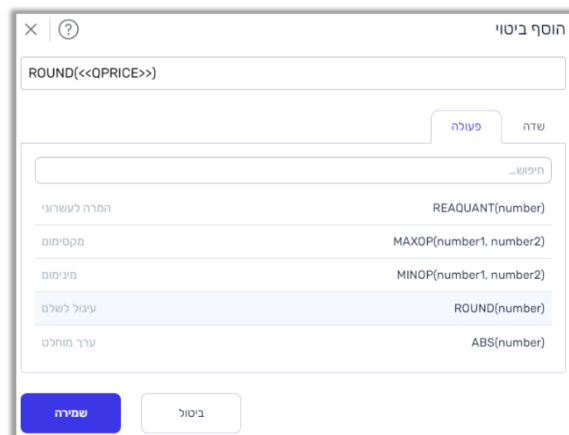 הוסף ביטוי
ROUND(<<QPRICE>>)
שדה פעולה
חיפוש...
REAQUANT(number) המרה לעשרוני
MAXOP(number1, number2) מקסימום
MINOP(number1, number2) מינימום
ROUND(number) עיגול לשלם
ABS(number) ערך מוחלט
ביטול שמירה